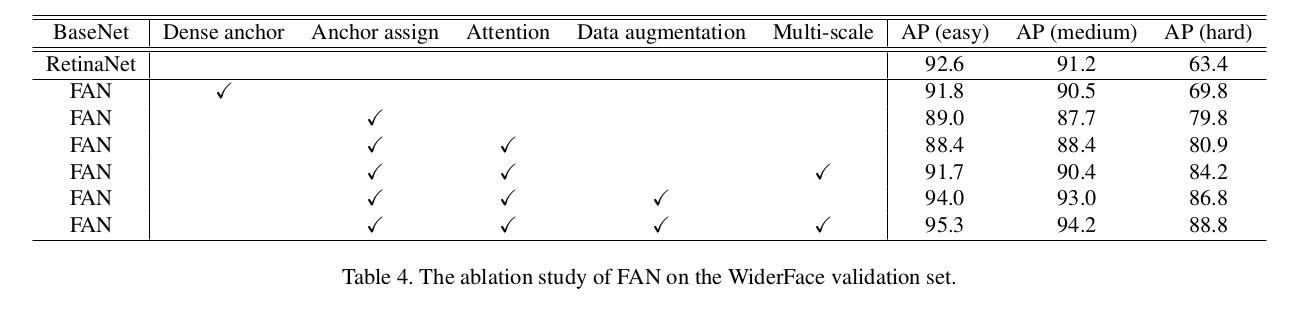 BaseNet Dense anchor Anchor assign Attention Data augmentation Multi-scale AP (easy) AP (medium) AP (hard)
RetinaNet 92.6 91.2 63.4
FAN ✓ 91.8 90.5 69.8
FAN ✓ 89.0 87.7 79.8
FAN ✓ ✓ 88.4 88.4 80.9
FAN ✓ ✓ ✓ 91.7 90.4 84.2
FAN ✓ ✓ ✓ 94.0 93.0 86.8
FAN ✓ ✓ ✓ ✓ 95.3 94.2 88.8
Table 4. The ablation study of FAN on the WiderFace validation set.